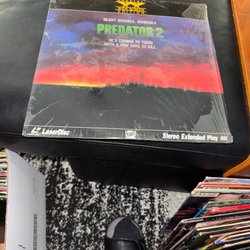 SILENT. INVISIBLE. INVINCIBLE.
PREDATOR 2
HE'S COMING TO TOWN
WITH A FEW DAYS TO KILL.
LaserDisc
Stereo Extended Play